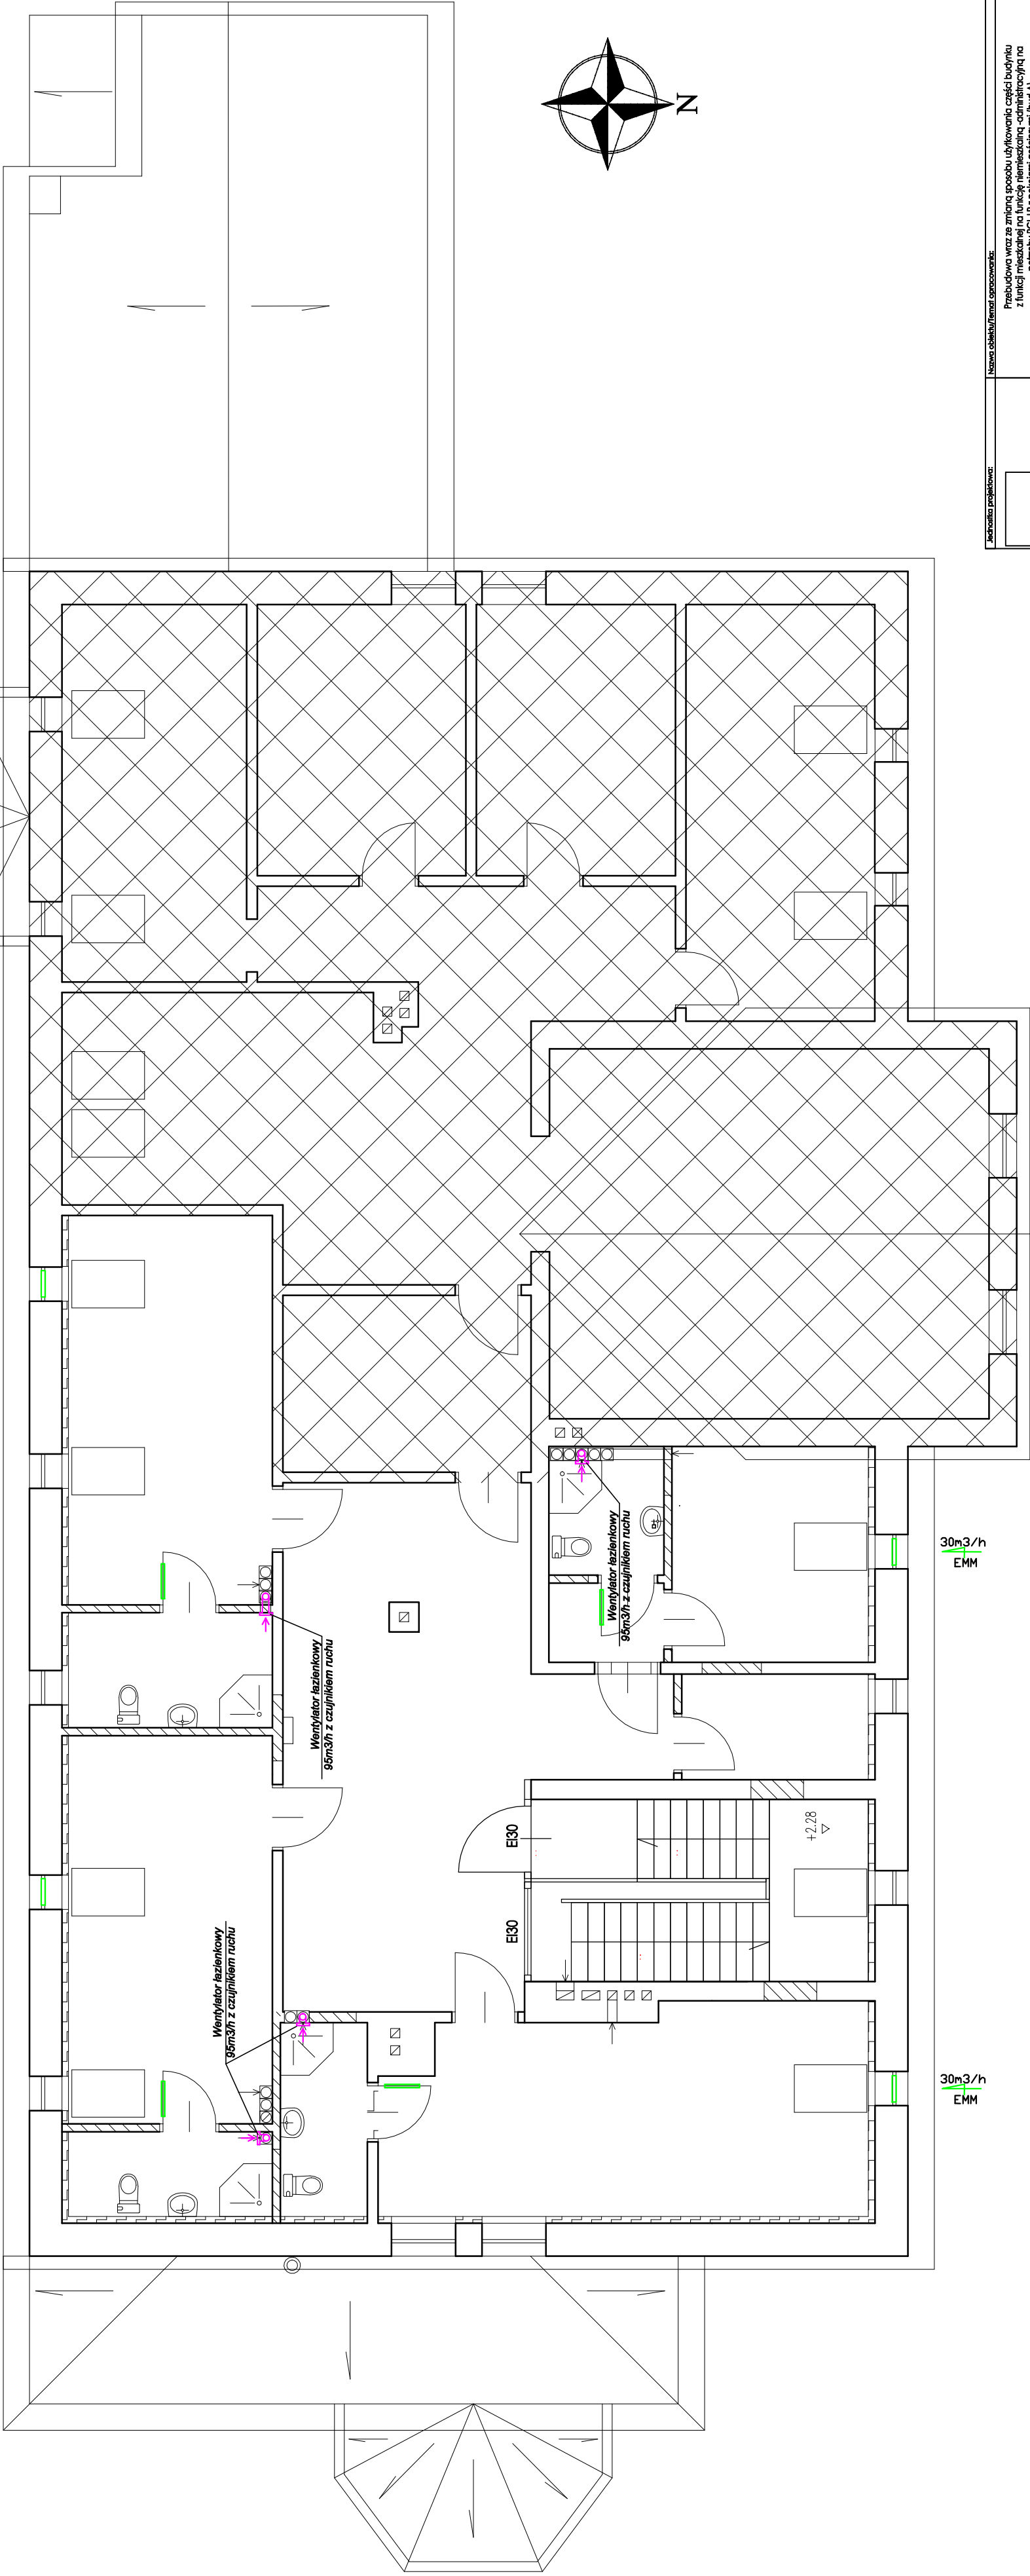 N
Jednostka projektowa:
Nazwa obiektu/Temat opracowania:
Przebudowa wraz ze zmianą sposobu użytkowania części budynku
z funkcji mieszkalnej na funkcję niemieszkalną -administracyjną na
30m3/h
EMM
Wentylator łazienkowy
95m3/h z czujnikiem ruchu
Wentylator łazienkowy
95m3/h z czujnikiem ruchu
EI30
+2.28
EI30
Wentylator łazienkowy
95m3/h z czujnikiem ruchu
30m3/h
EMM